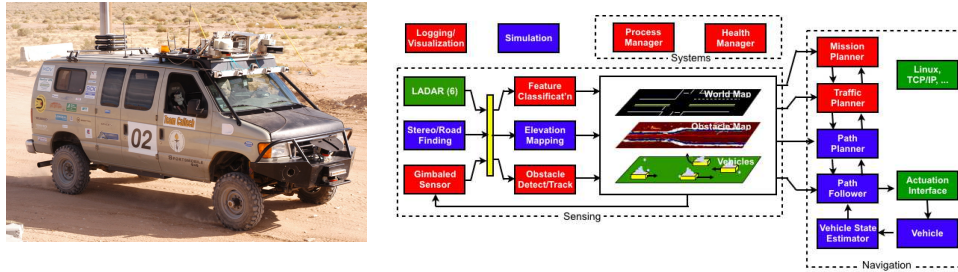 Team Caltech
02
Logging/
Visualization
Simulation
Process
Manager
Health
Manager
Systems
Mission
Planner
Linux,
TCP/IP, ...
LADAR (6)
Feature
Classificat'n
World Map
Traffic
Planner
Stereo/Road
Finding
Elevation
Mapping
Obstacle Map
Path
Planner
Gimbaled
Sensor
Obstacle
Detect/Track
Vehicles
Path
Follower
Actuation
Interface
Sensing
Vehicle State
Estimator
Vehicle
Navigation